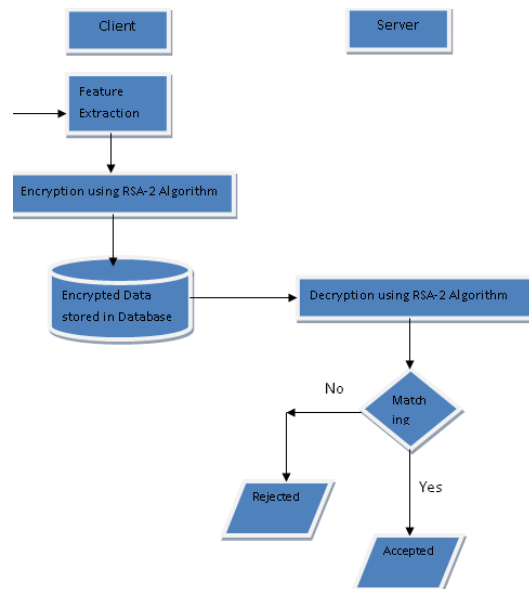 Client
Server
Feature
Extraction
Encryption using RSA-2 Algorithm
Encrypted Data
stored in Database
Decryption using RSA-2 Algorithm
No
Match
ing
Yes
Rejected
Accepted